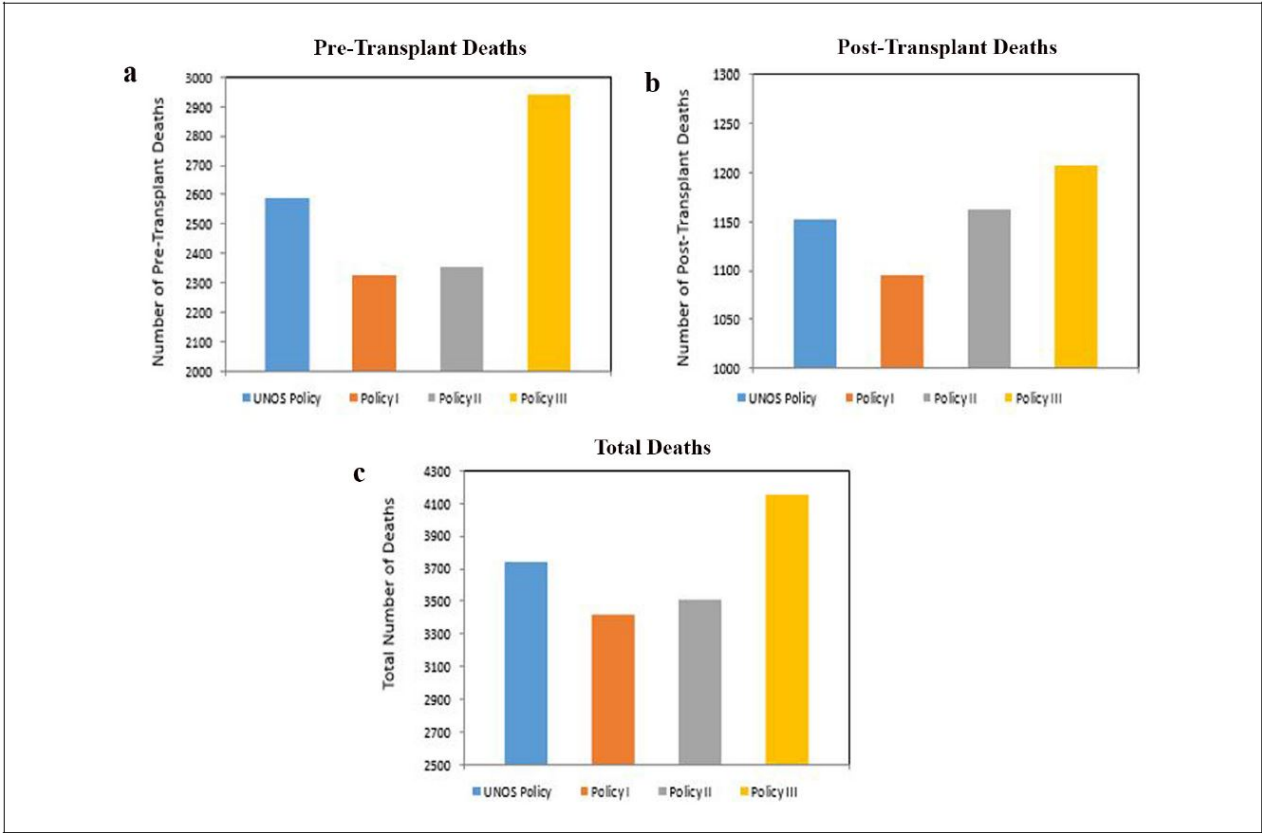 Pre-Transplant Deaths
a
Number of Pre-Transplant Deaths
3000
2900
2800
2700
2600
2500
2400
2300
2200
2100
2000
UNOS Policy Policy I Policy II Policy III
Post-Transplant Deaths
b
Number of Post-Transplant Deaths
1300
1250
1200
1150
1100
1050
1000
UNOS Policy Policy I Policy II Policy III
Total Deaths
c
Total Number of Deaths
4300
4100
3900
3700
3500
3300
3100
2900
2700
2500
UNOS Policy Policy I Policy II Policy III